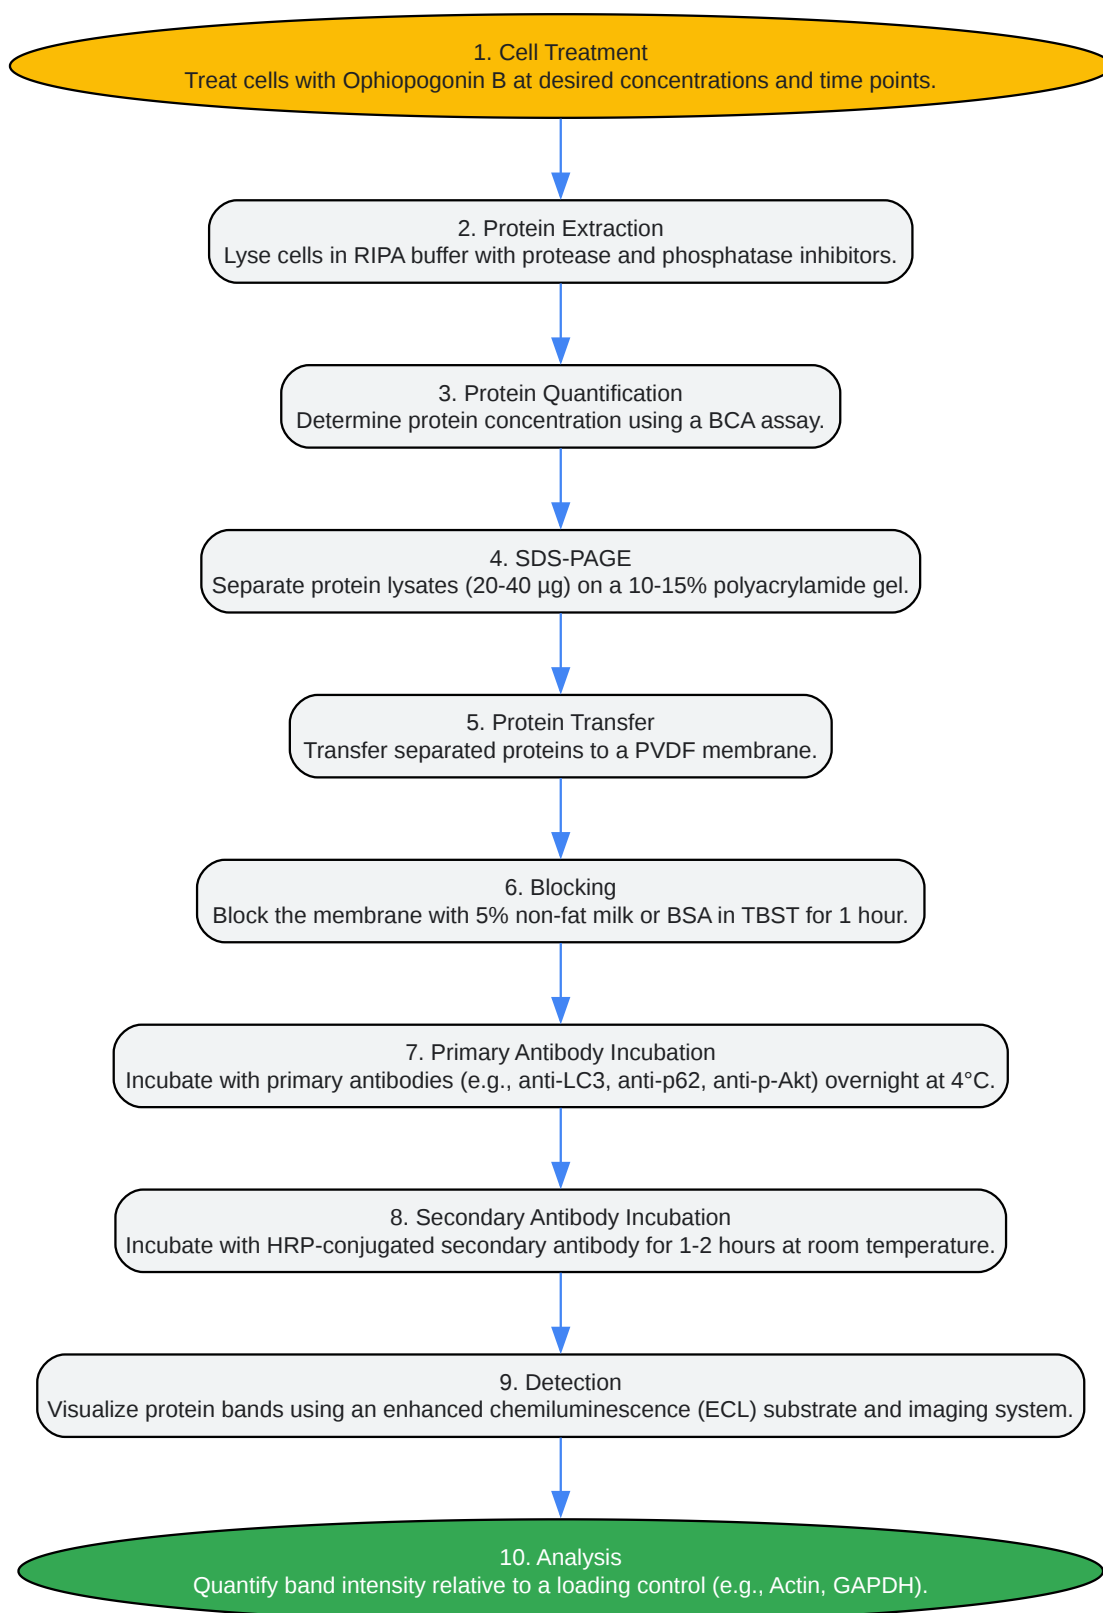 1. Cell Treatment
Treat cells with Ophiopogonin B at desired concentrations and time points.
2. Protein Extraction
Lyse cells in RIPA buffer with protease and phosphatase inhibitors.
3. Protein Quantification
Determine protein concentration using a BCA assay.
4. SDS-PAGE
Separate protein lysates (20-40 µg) on a 10-15% polyacrylamide gel.
5. Protein Transfer
Transfer separated proteins to a PVDF membrane.
6. Blocking
Block the membrane with 5% non-fat milk or BSA in TBST for 1 hour.
7. Primary Antibody Incubation
Incubate with primary antibodies (e.g., anti-LC3, anti-p62, anti-p-Akt) overnight at 4°C.
8. Secondary Antibody Incubation
Incubate with HRP-conjugated secondary antibody for 1-2 hours at room temperature.
9. Detection
Visualize protein bands using an enhanced chemiluminescence (ECL) substrate and imaging system.
10. Analysis
Quantify band intensity relative to a loading control (e.g., Actin, GAPDH).